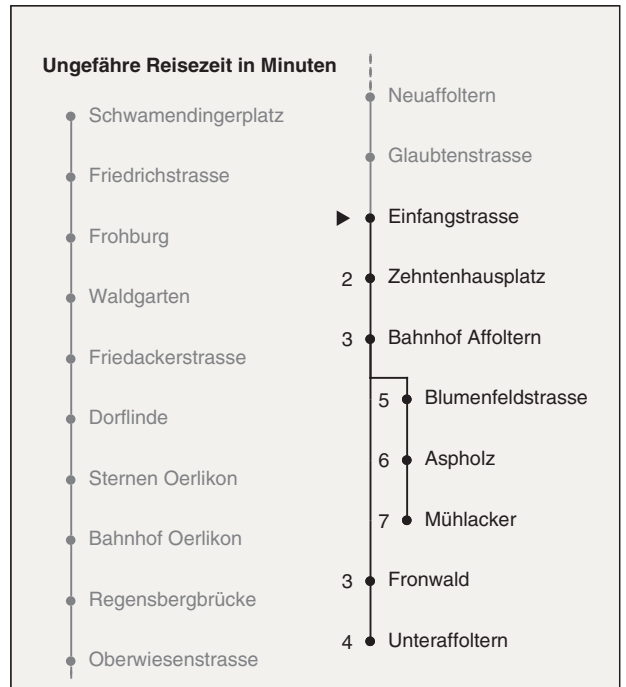 Ungefähre Reisezeit in Minuten
Schwamendingerplatz
Friedrichstrasse
Frohburg
Waldgarten
Friedackerstrasse
Dorflinde
Sternen Oerlikon
Bahnhof Oerlikon
Regensbergbrücke
Oberwiesenstrasse
Neuaffoltern
Glaubtenstrasse
Einfangstrasse
2 Zehntenhausplatz
3 Bahnhof Affoltern
5 Blumenfeldstrasse
6 Aspholz
7 Mühlacker
3 Fronwald
4 Unteraffoltern